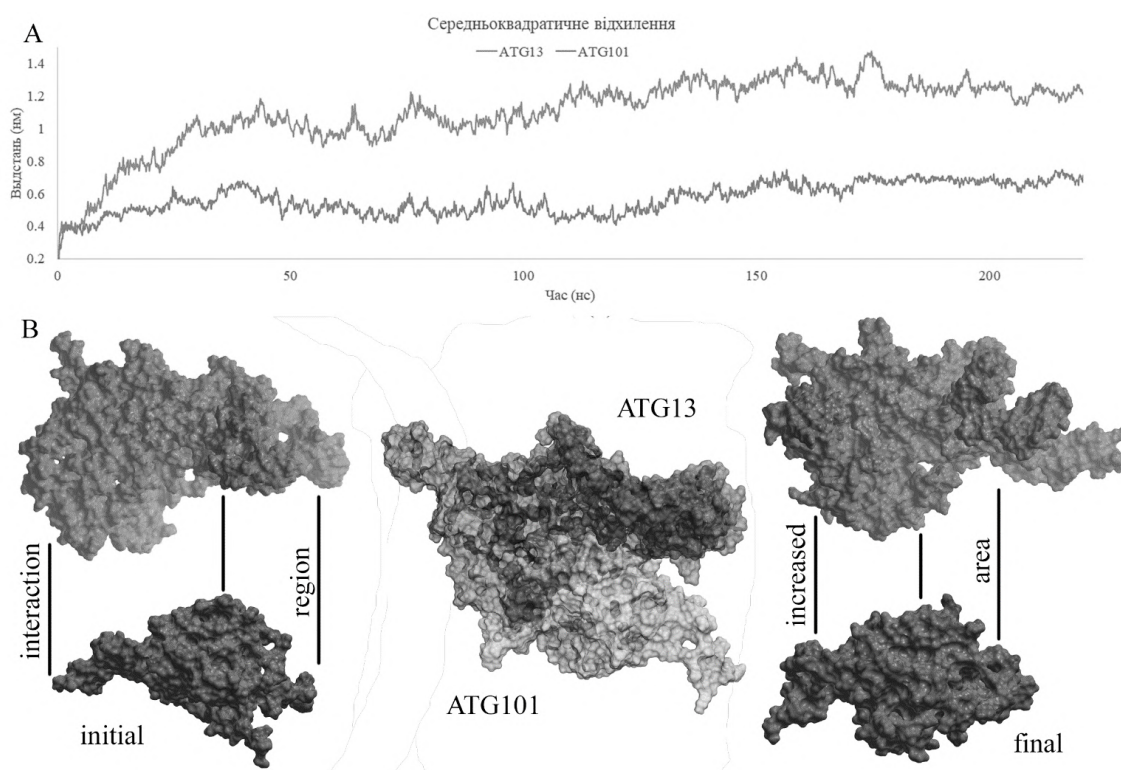 A
Середньоквадратичне відхилення
ATG13 ATG101
Выдстань (нм)
1.4
1.2
1
0.8
0.6
0.4
0.2
0 50 100 150 200
Час (нс)
B
ATG13
interaction
region
increased
area
ATG101
initial
final